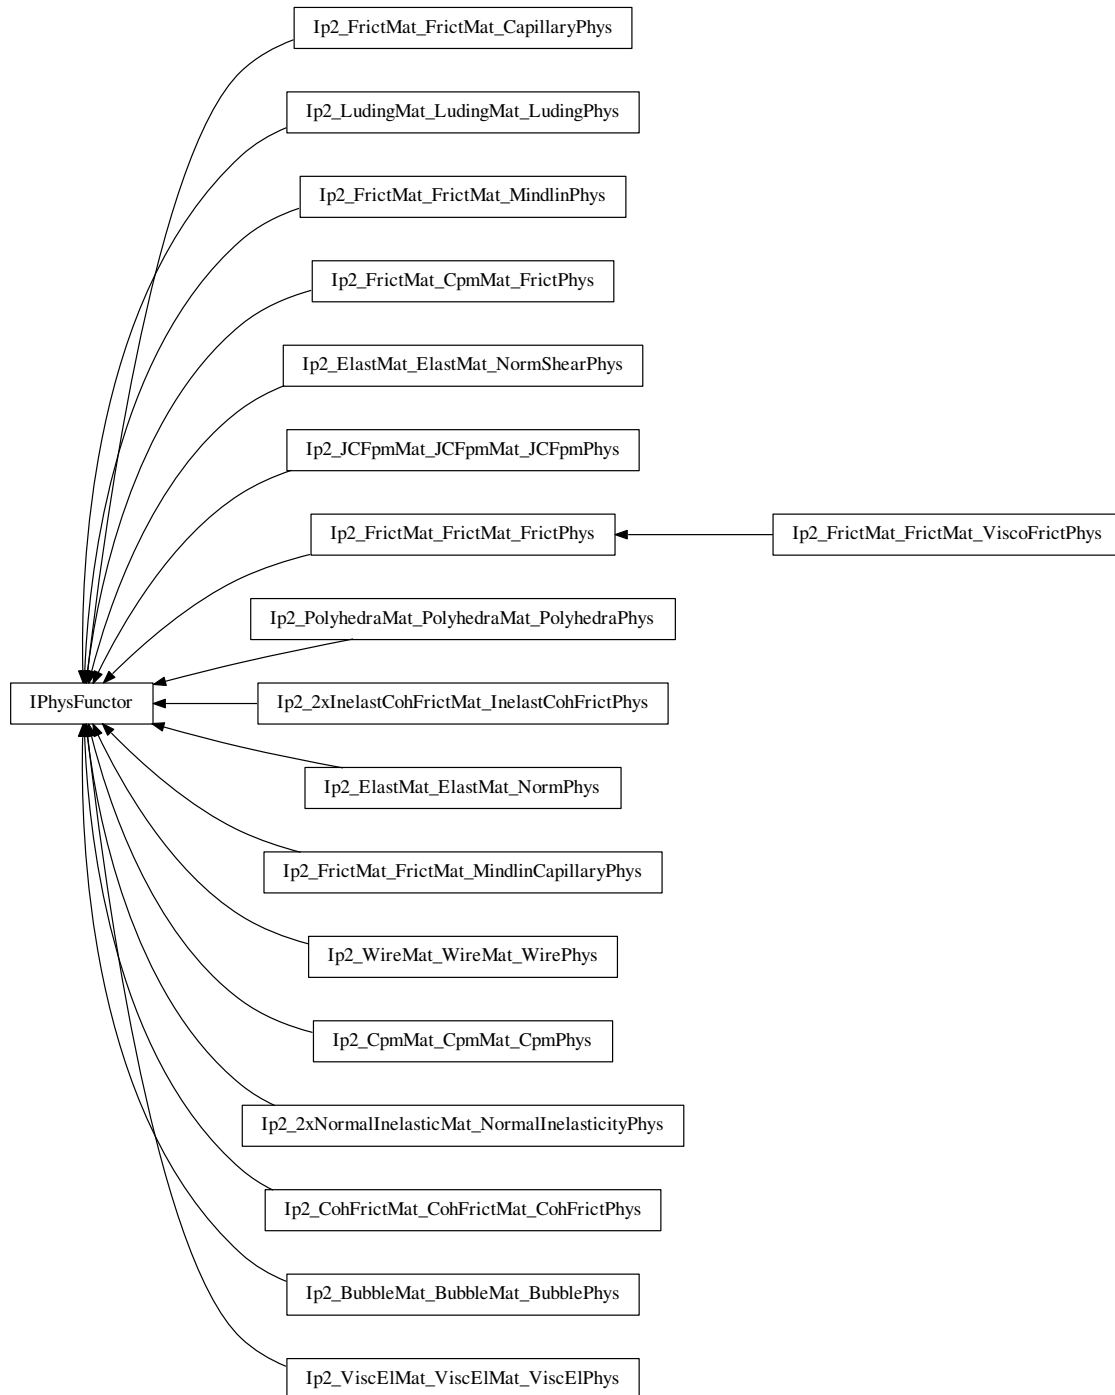 Ip2_FrictMat_FrictMat_CapillaryPhys
Ip2_LudingMat_LudingMat_LudingPhys
Ip2_FrictMat_FrictMat_MindlinPhys
Ip2_FrictMat_CpmMat_FrictPhys
Ip2_ElastMat_ElastMat_NormShearPhys
Ip2_JCFpmMat_JCFpmMat_JCFpmPhys
Ip2_FrictMat_FrictMat_FrictPhys
Ip2_FrictMat_FrictMat_ViscoFrictPhys
Ip2_PolyhedraMat_PolyhedraMat_PolyhedraPhys
IPhysFunctor
Ip2_2xInelastCohFrictMat_InelastCohFrictPhys
Ip2_ElastMat_ElastMat_NormPhys
Ip2_FrictMat_FrictMat_MindlinCapillaryPhys
Ip2_WireMat_WireMat_WirePhys
Ip2_CpmMat_CpmMat_CpmPhys
Ip2_2xNormalInelasticMat_NormalInelasticityPhys
Ip2_CohFrictMat_CohFrictMat_CohFrictPhys
Ip2_BubbleMat_BubbleMat_BubblePhys
Ip2_ViscElMat_ViscElMat_ViscElPhys